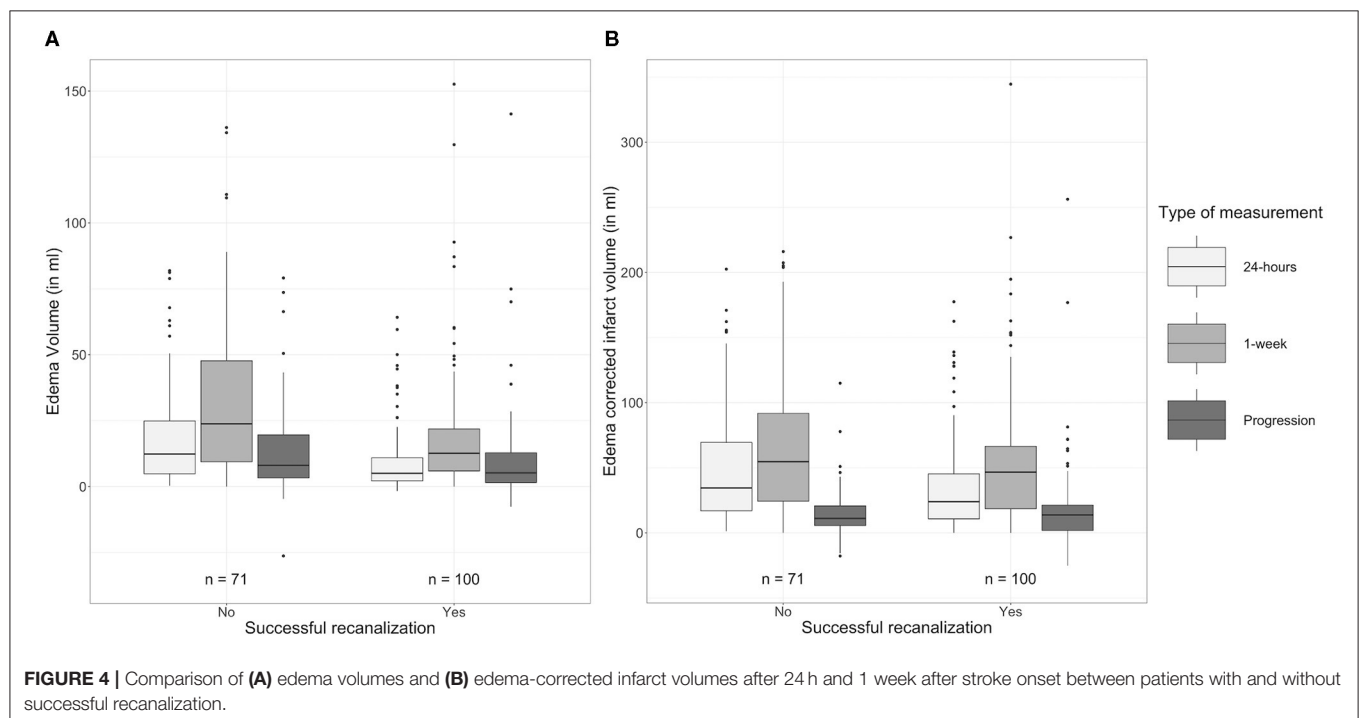 A
B
Edema Volume (in ml)
150
100
50
0
n = 71
n = 100
No
Yes
Successful recanalization
Edema corrected infarct volume (in ml)
300
200
100
0
n = 71
n = 100
No
Yes
Successful recanalization
Type of measurement
24-hours
1-week
Progression
FIGURE 4 | Comparison of (A) edema volumes and (B) edema-corrected infarct volumes after 24 h and 1 week after stroke onset between patients with and without
successful recanalization.